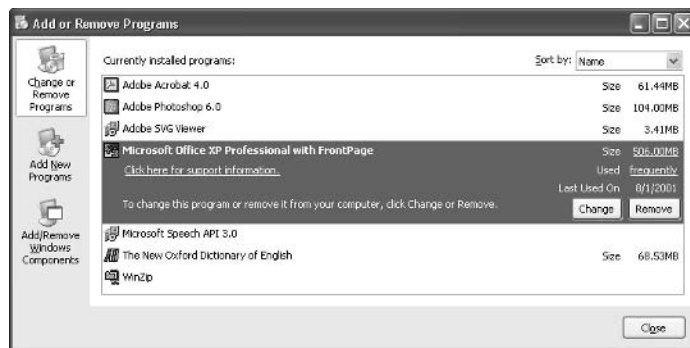 Add or Remove Programs
Change or
Remove
Programs
Add New
Programs
Add/Remove
Windows
Components
Currently installed programs:
Sort by: Name
Adobe Acrobat 4.0 Size 61.44MB
Adobe Photoshop 6.0 Size 104.00MB
Adobe SVG Viewer Size 3.41MB
Microsoft Office XP Professional with FrontPage Size 506.00MB
Click here for support information. Used frequently
Last Used On 8/1/2001
To change this program or remove it from your computer, click Change or Remove. Change Remove
Microsoft Speech API 3.0
The New Oxford Dictionary of English Size 68.53MB
WinZip
Close